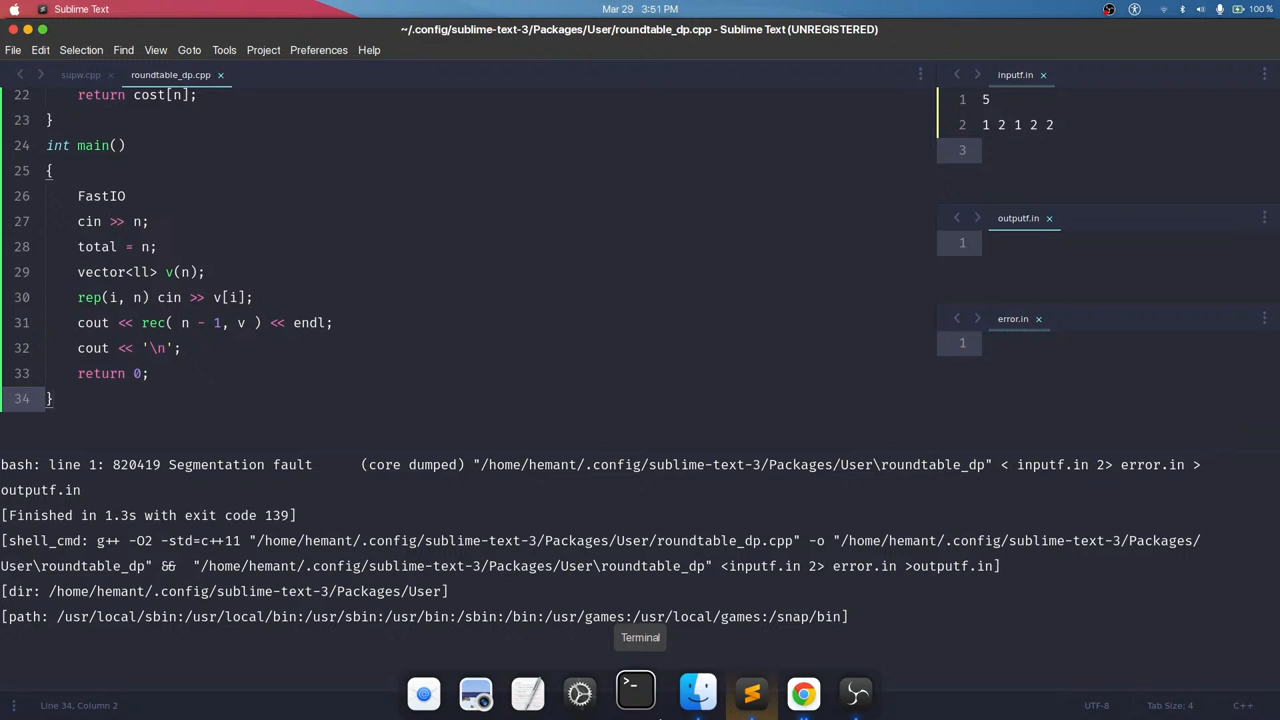 Sublime Text
Mar 29 3:51 PM
100 %
~/.config/sublime-text-3/Packages/User/roundtable_dp.cpp - Sublime Text (UNREGISTERED)
File Edit Selection Find View Goto Tools Project Preferences Help
supw.cpp × roundtable_dp.cpp ×
22 return cost[n];
23 }
24 int main()
25 {
26 FastIO
27 cin >> n;
28 total = n;
29 vector<ll> v(n);
30 rep(i, n) cin >> v[i];
31 cout << rec( n - 1, v ) << endl;
32 cout << '\n';
33 return 0;
34 }
inputf.in ×
1 5
2 1 2 1 2 2
3
outputf.in ×
1
error.in ×
1
bash: line 1: 820419 Segmentation fault (core dumped) "/home/hemant/.config/sublime-text-3/Packages/User\roundtable_dp" < inputf.in 2> error.in >
outputf.in
[Finished in 1.3s with exit code 139]
[shell_cmd: g++ -O2 -std=c++11 "/home/hemant/.config/sublime-text-3/Packages/User/roundtable_dp.cpp" -o "/home/hemant/.config/sublime-text-3/Packages/
User\roundtable_dp" && "/home/hemant/.config/sublime-text-3/Packages/User\roundtable_dp" <inputf.in 2> error.in >outputf.in]
[dir: /home/hemant/.config/sublime-text-3/Packages/User]
[path: /usr/local/sbin:/usr/local/bin:/usr/sbin:/usr/bin:/sbin:/bin:/usr/games:/usr/local/games:/snap/bin]
Terminal
>_
Line 34, Column 2
UTF-8
Tab Size: 4
C++